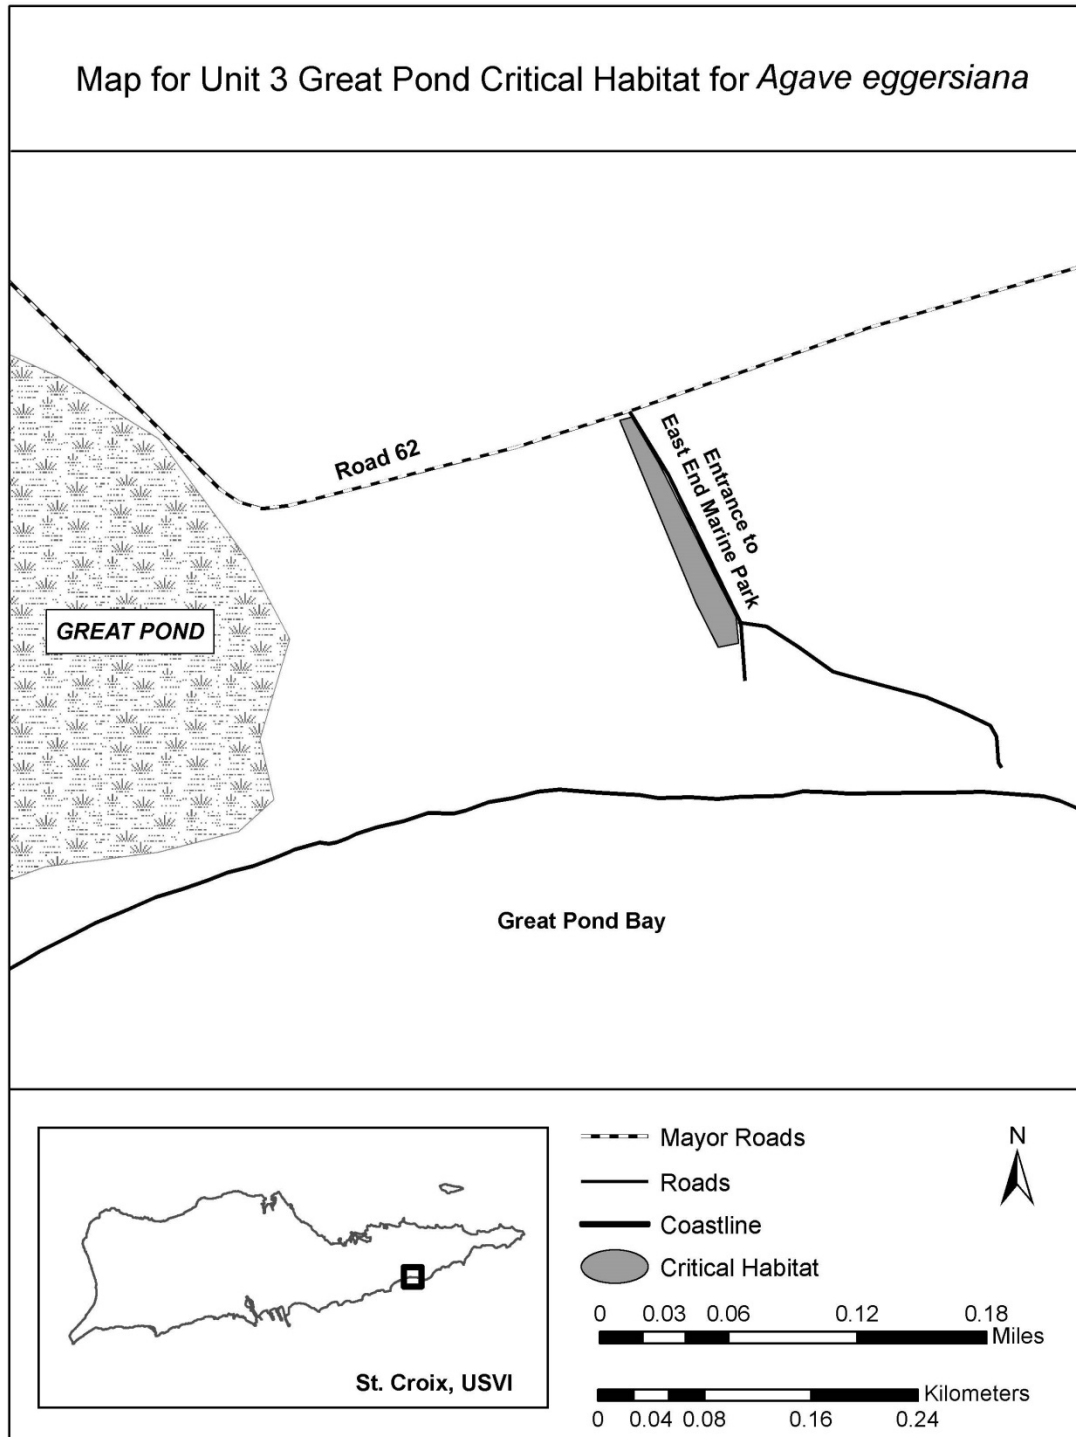 Map for Unit 3 Great Pond Critical Habitat for Agave eggersiana
Road 62
Entrance to
East End Marine Park
GREAT POND
Great Pond Bay
St. Croix, USVI
Mayor Roads
Roads
Coastline
Critical Habitat
N
0 0.03 0.06 0.12 0.18
Miles
Kilometers
0 0.04 0.08 0.16 0.24